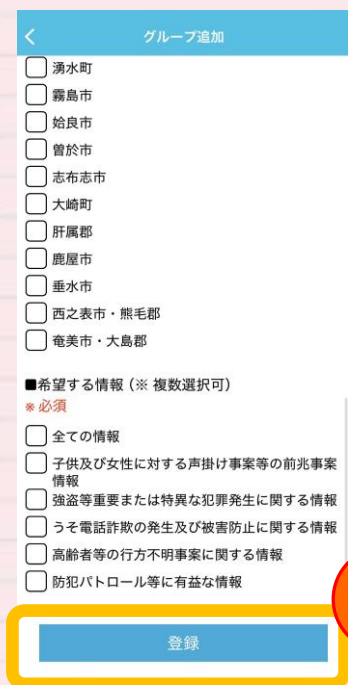 グループ追加
湧水町
霧島市
姶良市
曽於市
志布志市
大崎町
肝属郡
鹿屋市
垂水市
西之表市・熊毛郡
奄美市・大島郡
■希望する情報（※ 複数選択可）
※必須
全ての情報
子供及び女性に対する声掛け事案等の前兆事案
情報
強盗等重要または特異な犯罪発生に関する情報
うそ電話詐欺の発生及び被害防止に関する情報
高齢者等の行方不明事案に関する情報
防犯パトロール等に有益な情報
登録